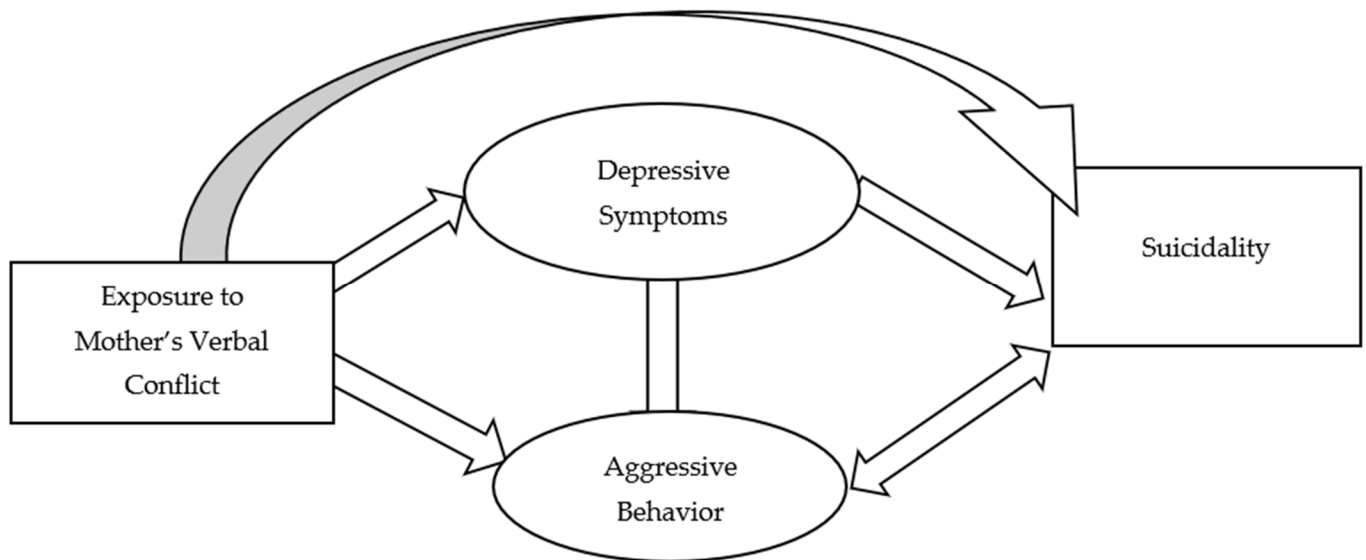 Depressive
Symptoms
Suicidality
Exposure to
Mother’s Verbal
Conflict
Aggressive
Behavior